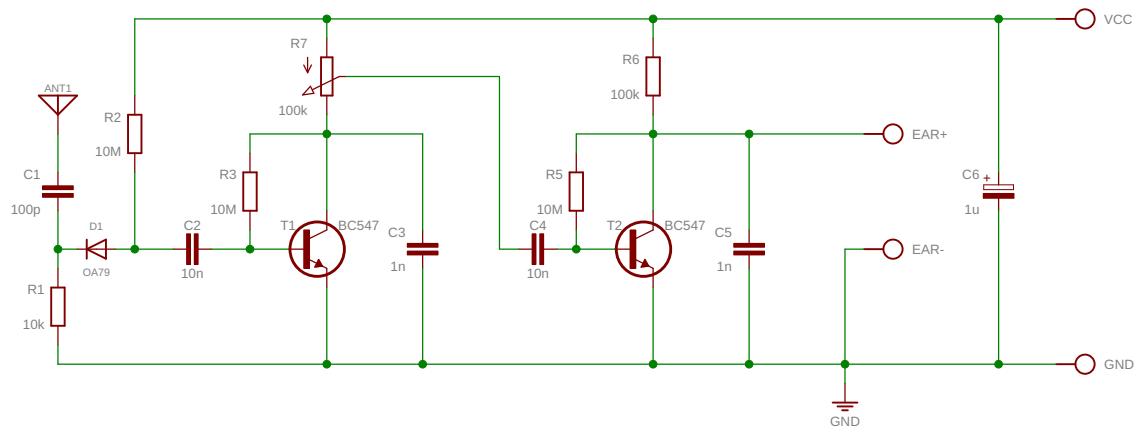 VCC
R7
R6
ANT1
100k
100k
R2
10M
EAR+
C1
R3
R5
C6
+
100p
10M
10M
1u
D1
C2
T1
BC547
C3
C4
T2
BC547
C5
EAR-
OA79
10n
1n
10n
1n
R1
10k
GND
GND